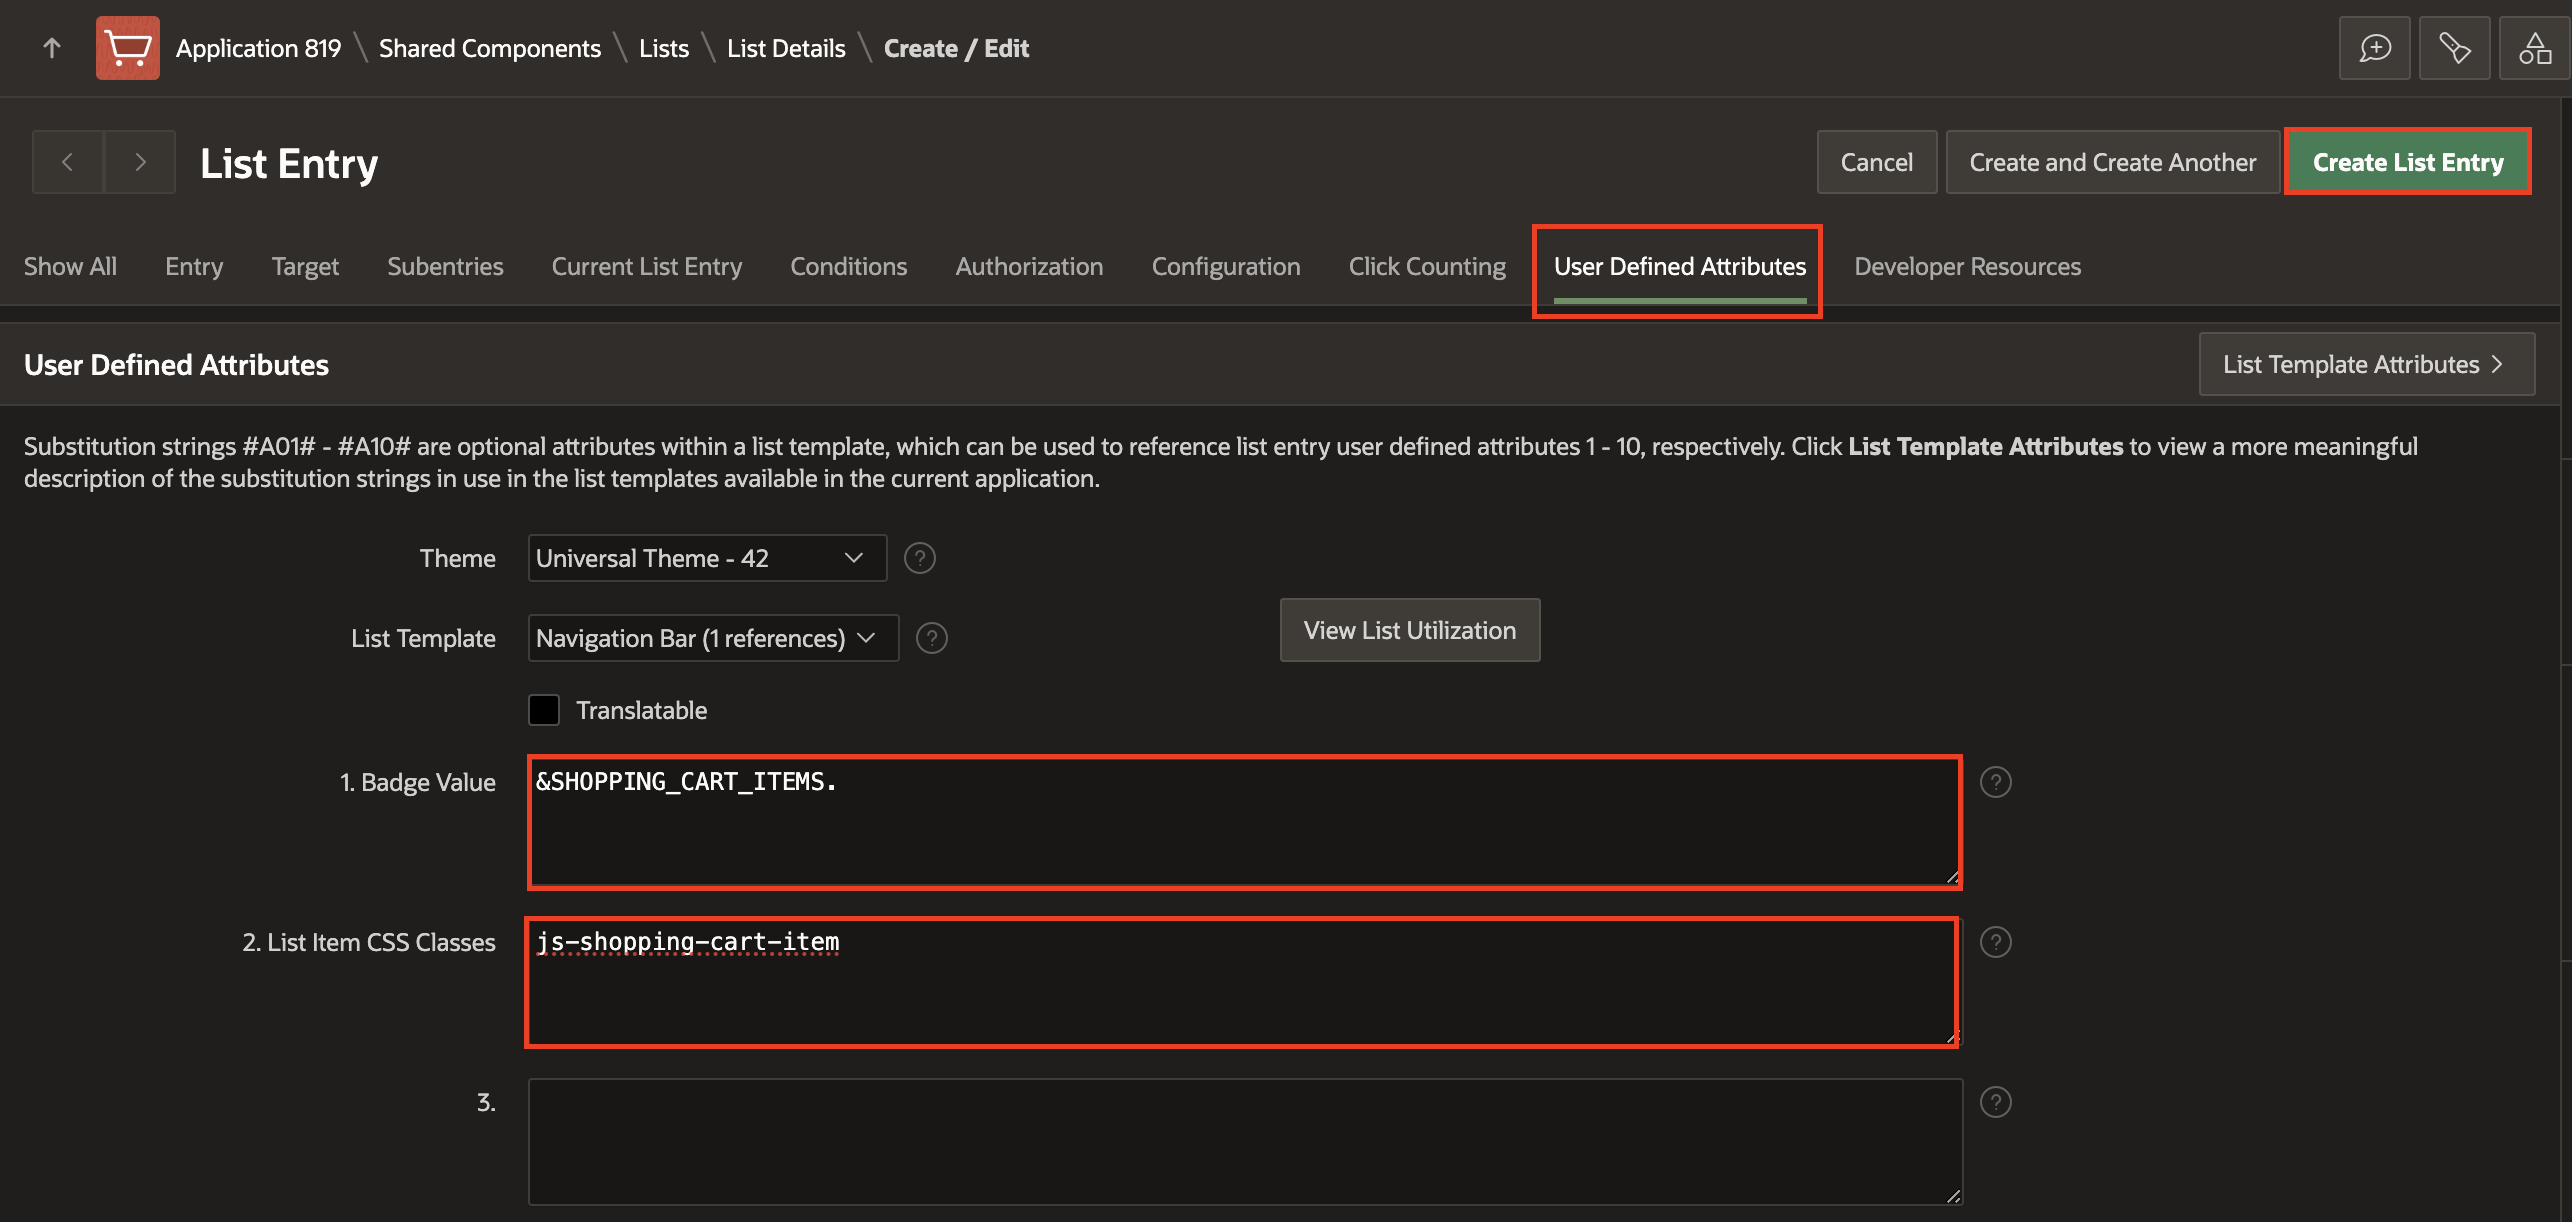 Application 819 \ Shared Components \ Lists \ List Details \ Create / Edit
List Entry
Cancel
Create and Create Another
Create List Entry
Show All
Entry
Target
Subentries
Current List Entry
Conditions
Authorization
Configuration
Click Counting
User Defined Attributes
Developer Resources
User Defined Attributes
List Template Attributes >
Substitution strings #A01# - #A10# are optional attributes within a list template, which can be used to reference list entry user defined attributes 1 - 10, respectively. Click List Template Attributes to view a more meaningful
description of the substitution strings in use in the list templates available in the current application.
Theme
Universal Theme - 42
?
List Template
Navigation Bar (1 references)
?
View List Utilization
Translatable
1. Badge Value
&SHOPPING_CART_ITEMS.
?
2. List Item CSS Classes
js-shopping-cart-item
?
3.
?